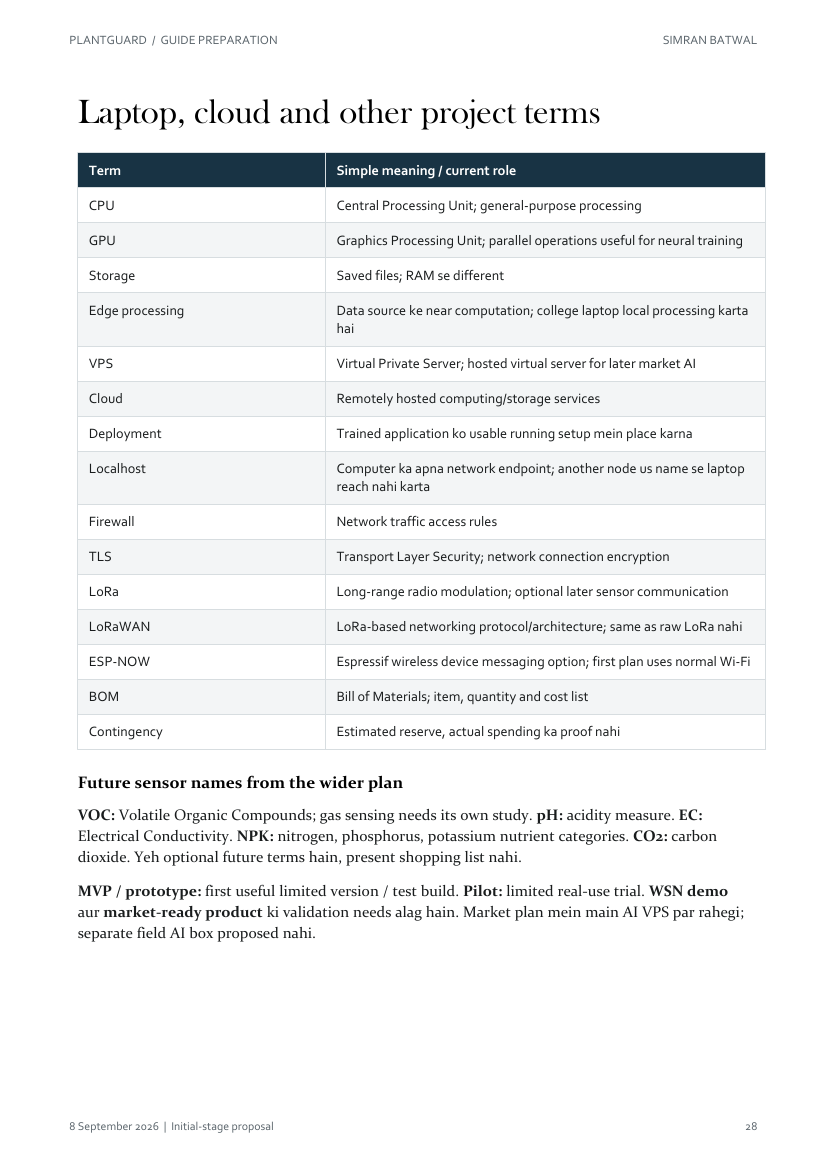 PLANTGUARD / GUIDE PREPARATION
SIMRAN BATWAL
Laptop, cloud and other project terms
Term
Simple meaning / current role
CPU
Central Processing Unit; general-purpose processing
GPU
Graphics Processing Unit; parallel operations useful for neural training
Storage
Saved files; RAM se different
Edge processing
Data source ke near computation; college laptop local processing karta
hai
VPS
Virtual Private Server; hosted virtual server for later market AI
Cloud
Remotely hosted computing/storage services
Deployment
Trained application ko usable running setup mein place karna
Localhost
Computer ka apna network endpoint; another node us name se laptop
reach nahi karta
Firewall
Network traffic access rules
TLS
Transport Layer Security; network connection encryption
LoRa
Long-range radio modulation; optional later sensor communication
LoRaWAN
LoRa-based networking protocol/architecture; same as raw LoRa nahi
ESP-NOW
Espressif wireless device messaging option; first plan uses normal Wi-Fi
BOM
Bill of Materials; item, quantity and cost list
Contingency
Estimated reserve, actual spending ka proof nahi
Future sensor names from the wider plan
VOC: Volatile Organic Compounds; gas sensing needs its own study. pH: acidity measure. EC:
Electrical Conductivity. NPK: nitrogen, phosphorus, potassium nutrient categories. CO2: carbon
dioxide. Yeh optional future terms hain, present shopping list nahi.
MVP / prototype: first useful limited version / test build. Pilot: limited real-use trial. WSN demo
aur market-ready product ki validation needs alag hain. Market plan mein main AI VPS par rahegi;
separate field AI box proposed nahi.
8 September 2026 | Initial-stage proposal
28